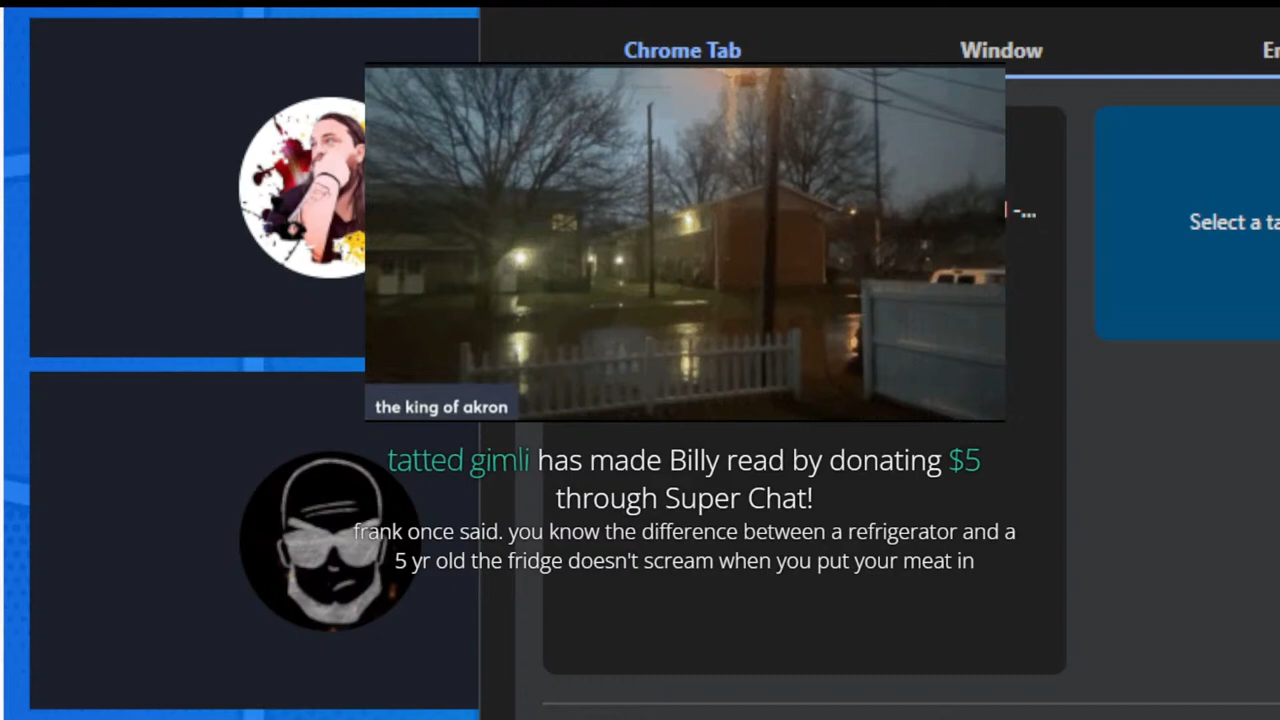 Chrome Tab
Window
-...
Select a
the king of akron
tatted gimli has made Billy read by donating $5
through Super Chat!
frank once said. you know the difference between a refrigerator and a
5 yr old the fridge doesn't scream when you put your meat in